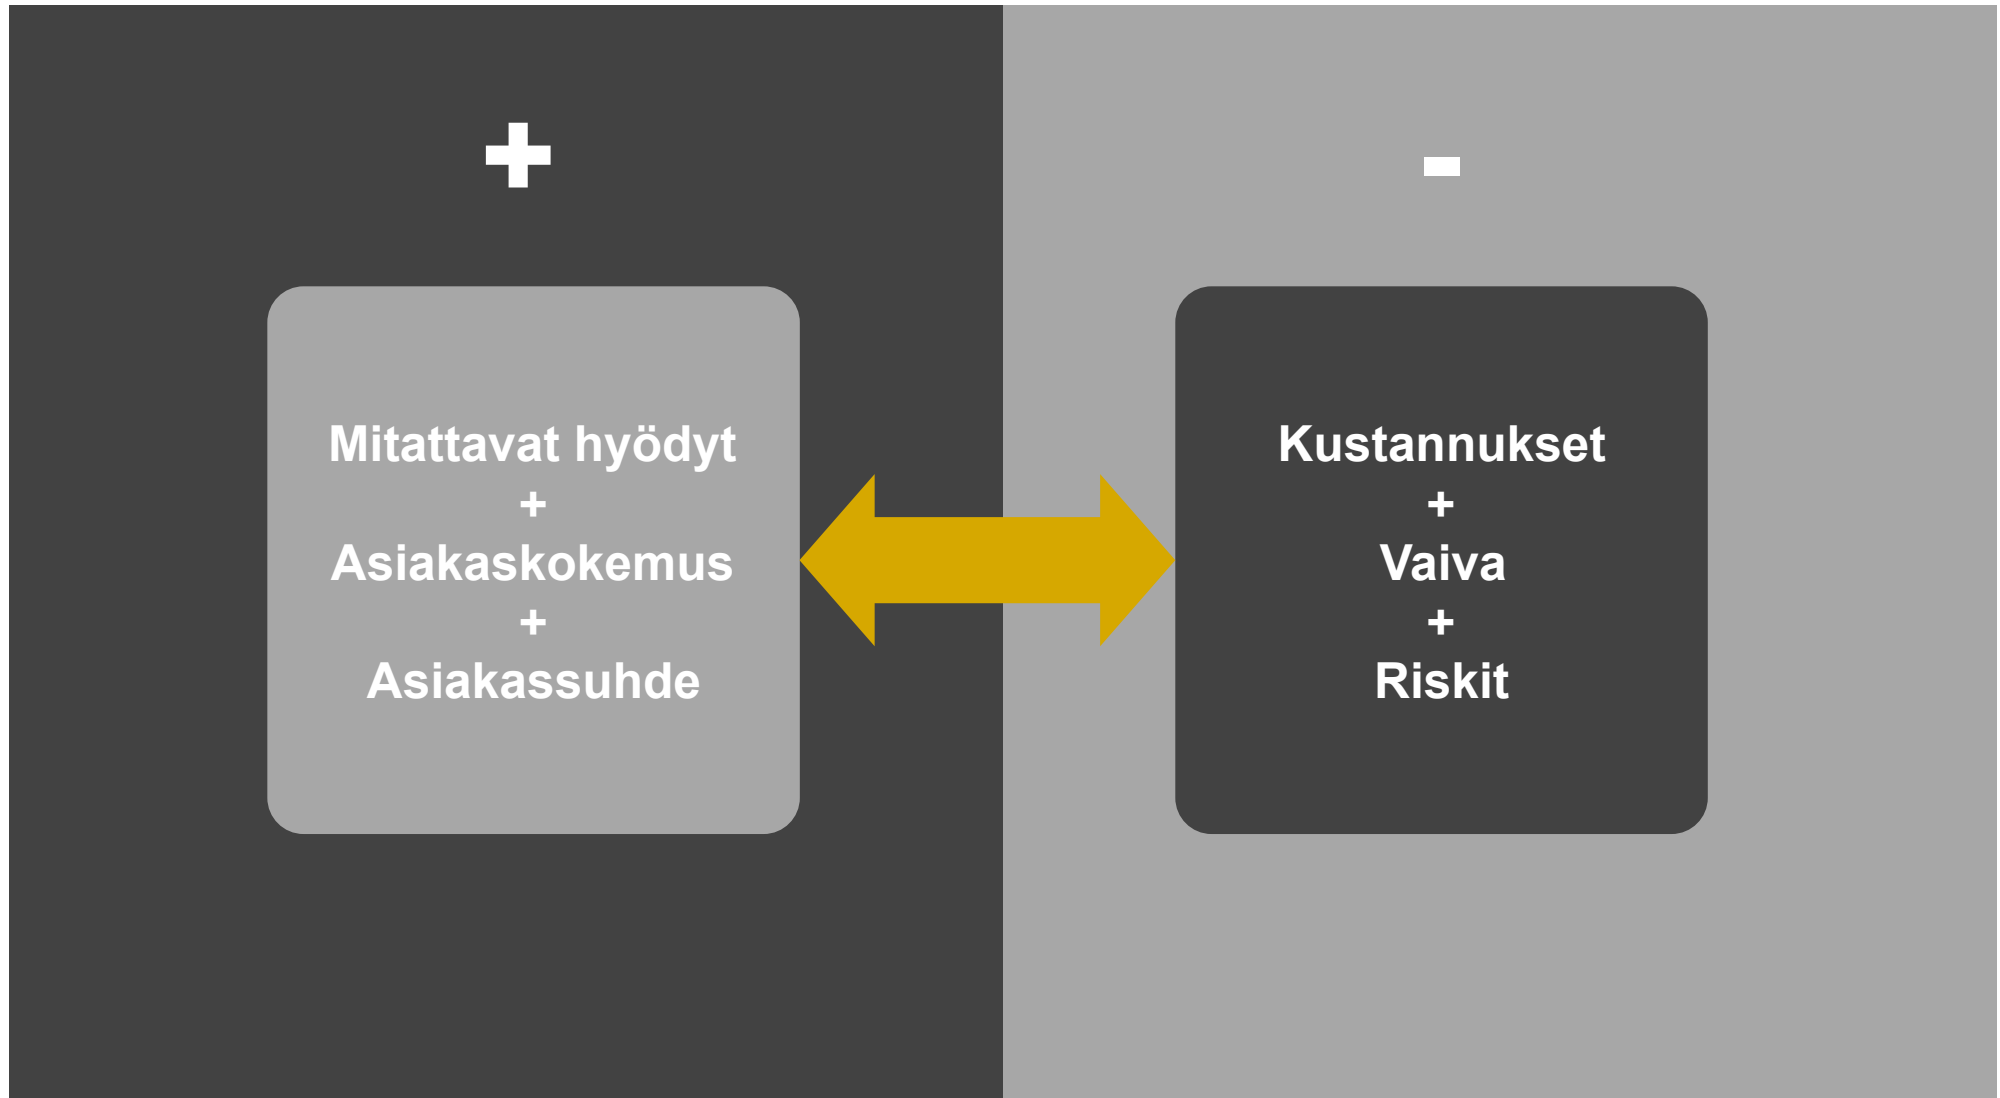 +
-
Mitattavat hyödyt
+
Asiakaskokemus
+
Asiakassuhde
Kustannukset
+
Vaiva
+
Riskit